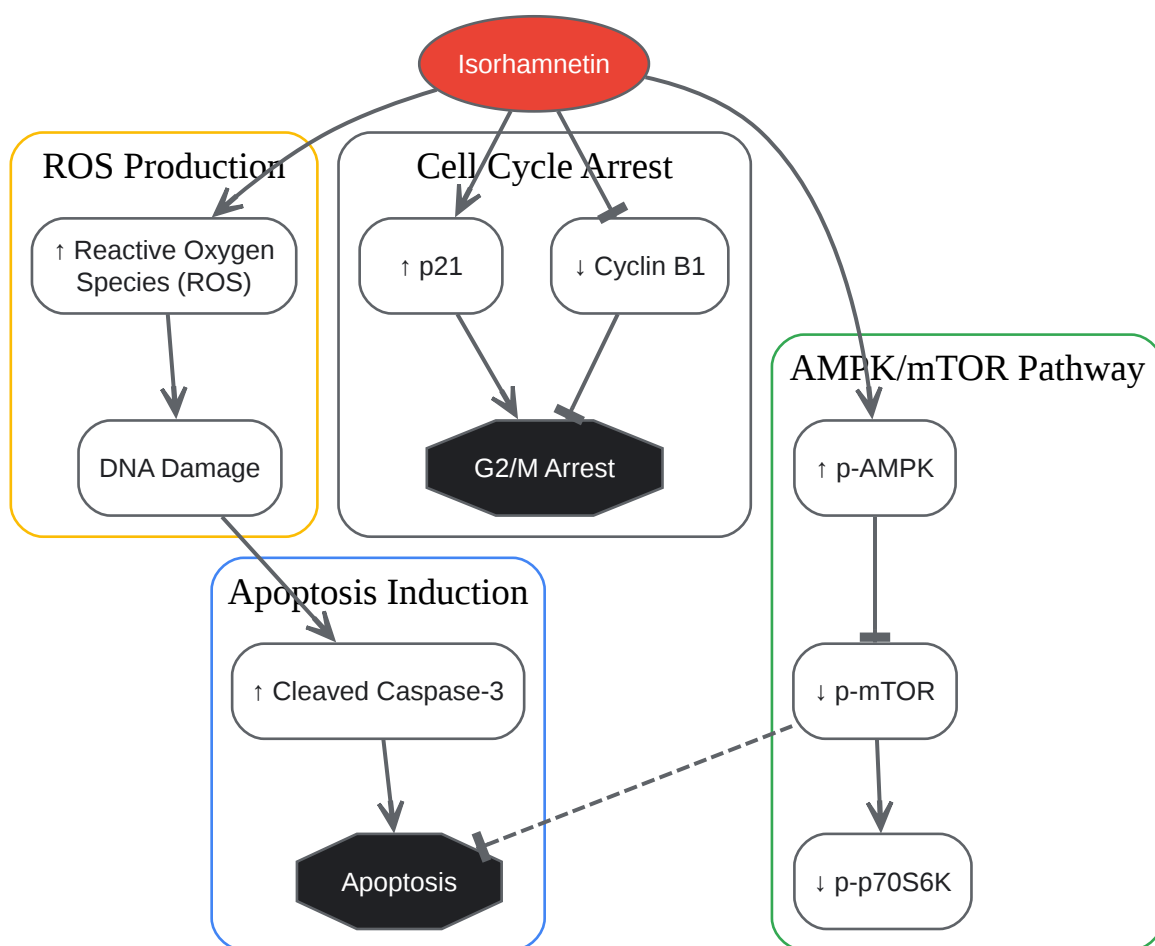 Isorhamnetin
ROS Production
Cell Cycle Arrest
↑ Reactive Oxygen
Species (ROS)
↑ p21
↓ Cyclin B1
AMPK/mTOR Pathway
DNA Damage
G2/M Arrest
↑ p-AMPK
Apoptosis Induction
↑ Cleaved Caspase-3
↓ p-mTOR
Apoptosis
↓ p-p70S6K